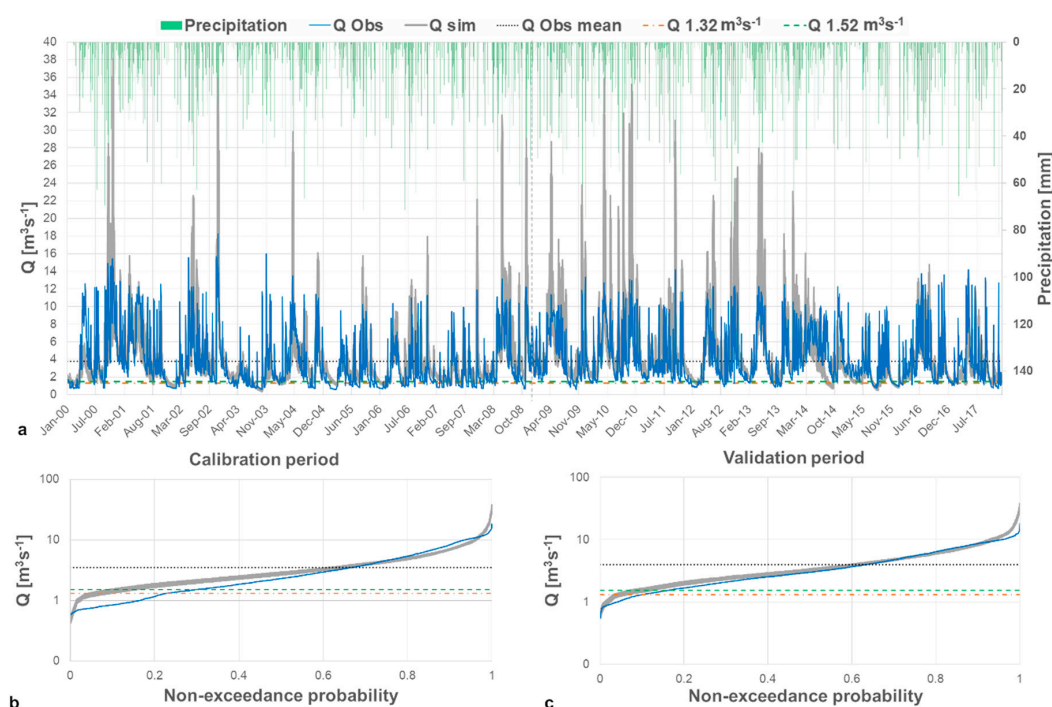 Precipitation Q Obs Q sim Q Obs mean Q 1.32 m³s⁻¹ Q 1.52 m³s⁻¹
40 0
38
36
34
32 20
30
28
26
24 40
22
20 60
18
16 80
14
12 100
10
8 120
6
4 140
2
0
Q [m³s⁻¹]
Precipitation [mm]
Jan-00 Jul-00 Feb-01 Aug-01 Mar-02 Sep-02 Apr-03 Nov-03 May-04 Dec-04 Jun-05 Jan-06 Jul-06 Feb-07 Sep-07 Mar-08 Oct-08 Apr-09 Nov-09 May-10 Dec-10 Jul-11 Jan-12 Aug-12 Feb-13 Sep-13 Mar-14 Oct-14 Apr-15 Nov-15 Jun-16 Dec-16 Jul-17
a
Calibration period
100
10
1
0
Q [m³s⁻¹]
0 0.2 0.4 0.6 0.8 1
Non-exceedance probability
b
Validation period
100
10
1
0
Q [m³s⁻¹]
0 0.2 0.4 0.6 0.8 1
Non-exceedance probability
c